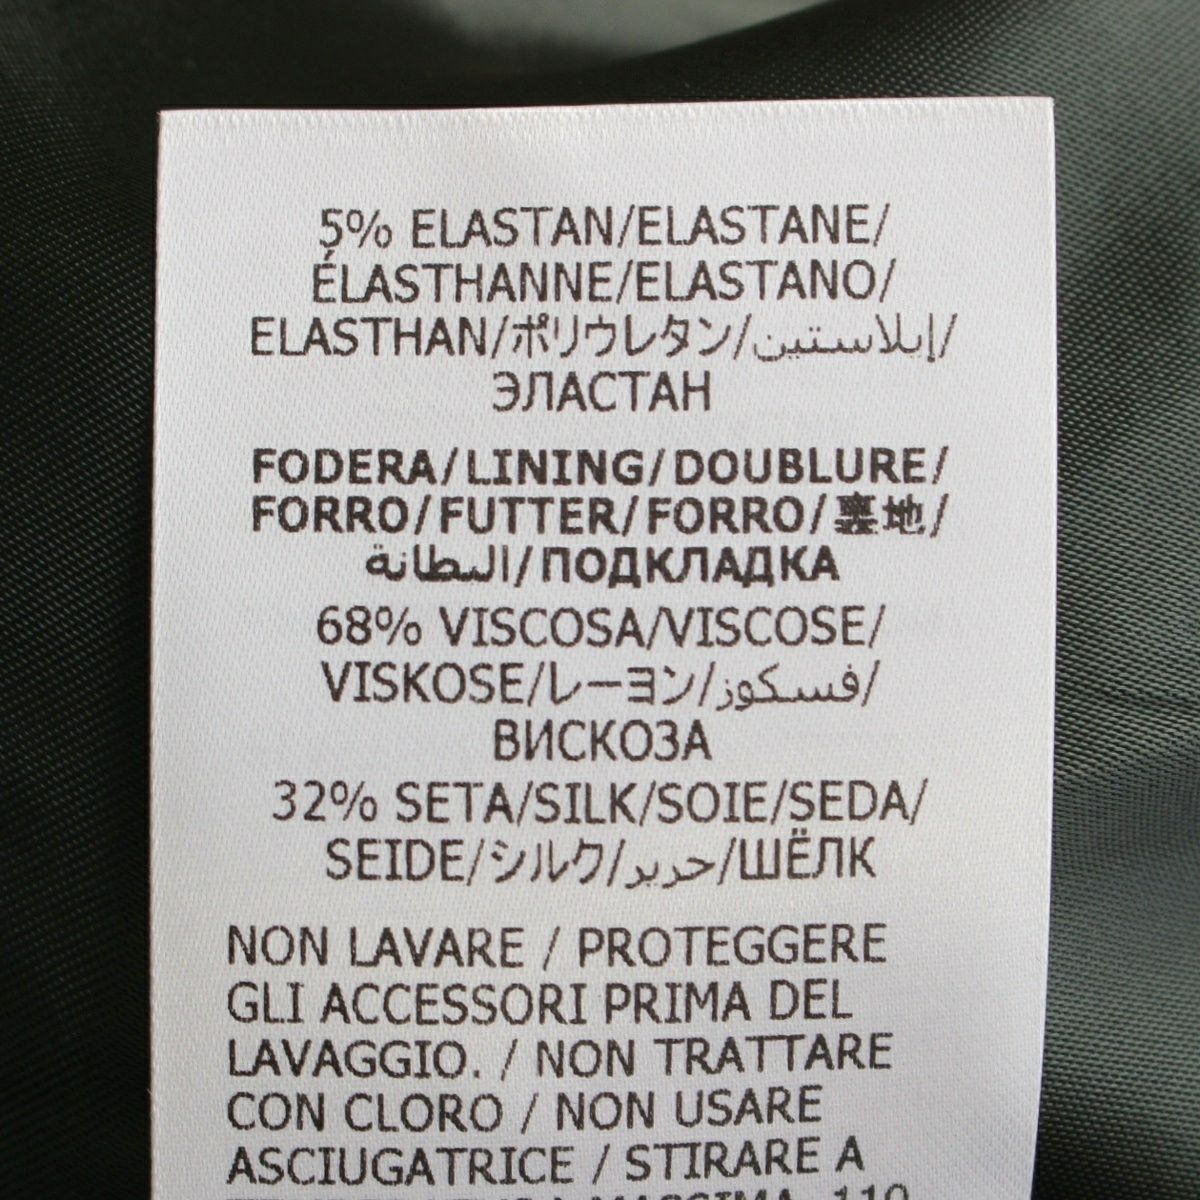 5% ELASTAN/ELASTANE/
ÉLASTHANNE/ELASTANO/
ELASTHAN/ポリウレタン/إيلاستين/
ЭЛАСТАН
FODERA/LINING/DOUBLURE/
FORRO/FUTTER/FORRO/裏地/
البطانة/ПОДКЛАДКА
68% VISCOSA/VISCOSE/
VISKOSE/レーヨン/فسكوز/
ВИСКОЗА
32% SETA/SILK/SOIE/SEDA/
SEIDE/シルク/حرير/ШЁЛК
NON LAVARE / PROTEGGERE
GLI ACCESSORI PRIMA DEL
LAVAGGIO. / NON TRATTARE
CON CLORO / NON USARE
ASCIUGATRICE / STIRARE A
MASSIMA 110